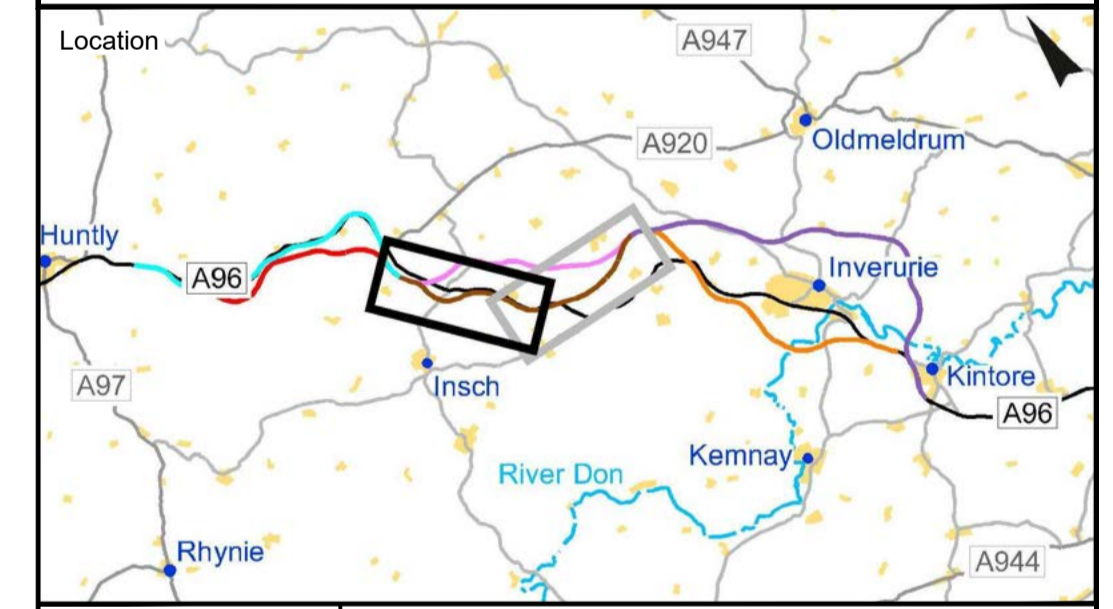 Location
A947
A920
Oldmeldrum
Huntly
A96
Inverurie
A97
Insch
Kintore
A96
Kemnay
River Don
Rhynie
A944